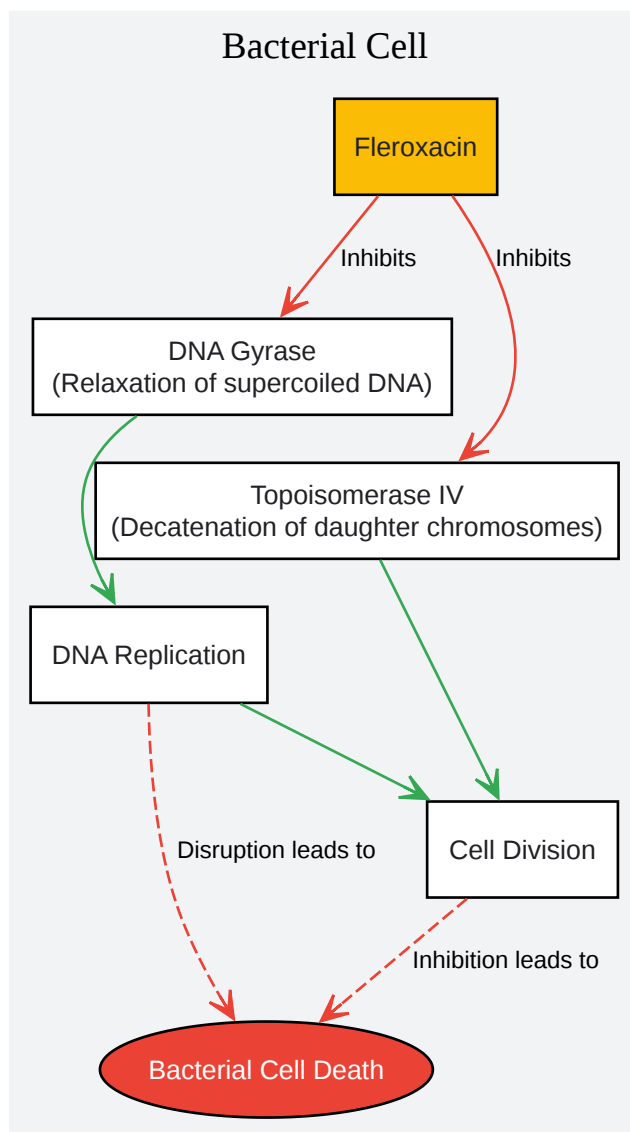 Bacterial Cell
Fleroxacin
Inhibits
Inhibits
DNA Gyrase
(Relaxation of supercoiled DNA)
Topoisomerase IV
(Decatenation of daughter chromosomes)
DNA Replication
Disruption leads to
Cell Division
Inhibition leads to
Bacterial Cell Death